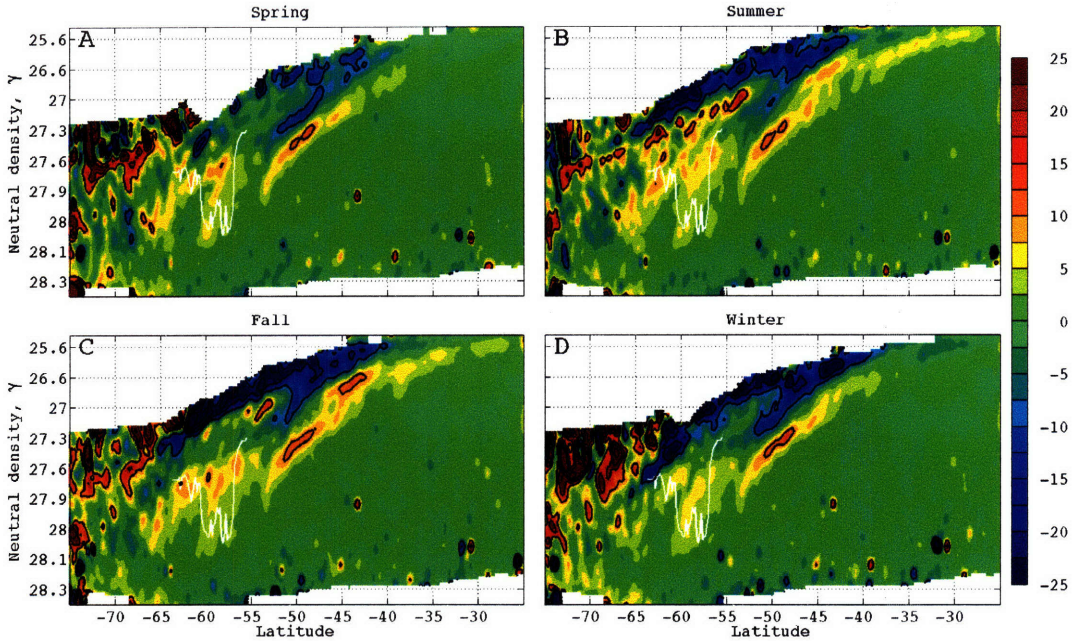 Spring
Summer
A
B
25.6
26.6
27
27.3
27.6
27.9
28
28.1
28.3
Neutral density, γ
25
20
15
10
5
0
-5
-10
-15
-20
-25
Fall
Winter
C
D
25.6
26.6
27
27.3
27.6
27.9
28
28.1
28.3
Neutral density, γ
-70 -65 -60 -55 -50 -45 -40 -35 -30
-70 -65 -60 -55 -50 -45 -40 -35 -30
Latitude
Latitude